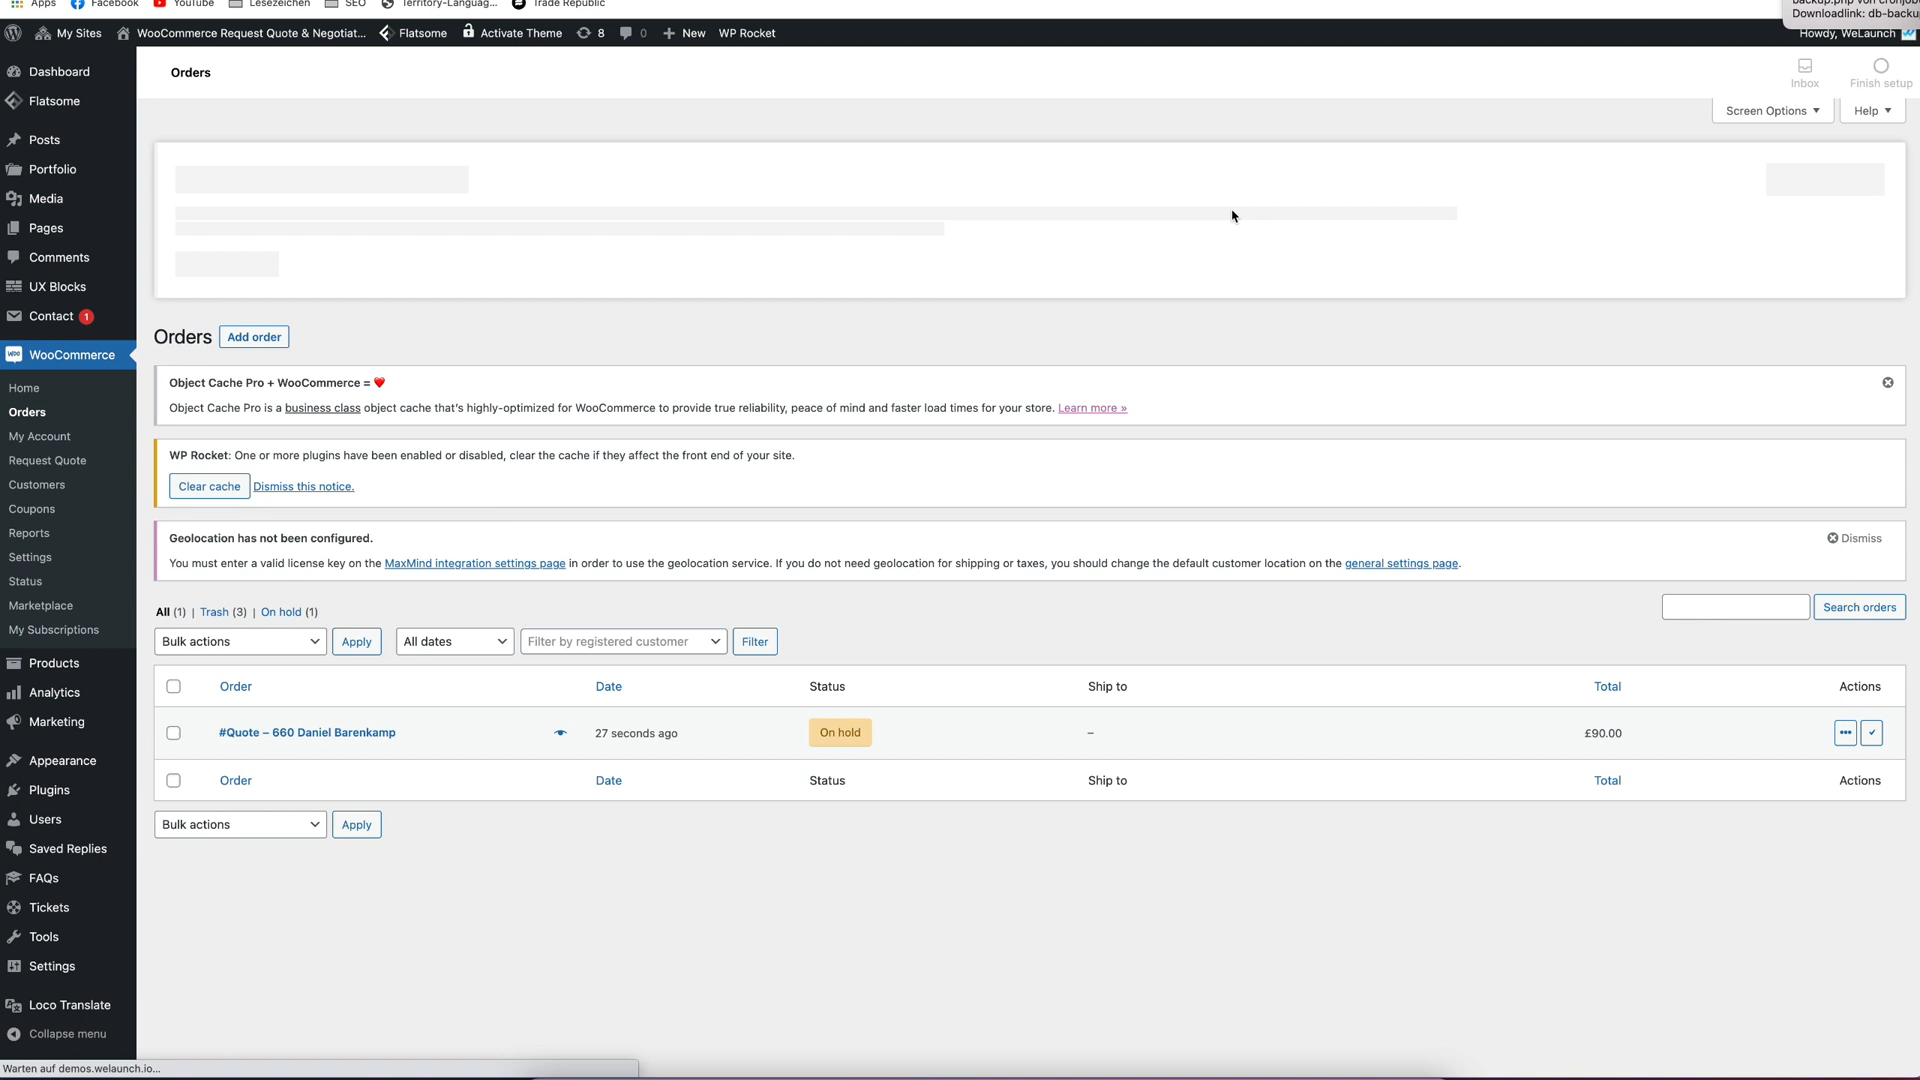 Apps Facebook YouTube Lesezeichen SEO Territory-Languag... Trade Republic
backup.php von cronjob
Downloadlink: db-backu
My Sites WooCommerce Request Quote & Negotiat... Flatsome Activate Theme 8 0 New WP Rocket Howdy, WeLaunch
Dashboard
Flatsome
Posts
Portfolio
Media
Pages
Comments
UX Blocks
Contact 1
WooCommerce
Home
Orders
My Account
Request Quote
Customers
Coupons
Reports
Settings
Status
Marketplace
My Subscriptions
Products
Analytics
Marketing
Appearance
Plugins
Users
Saved Replies
FAQs
Tickets
Tools
Settings
Loco Translate
Collapse menu
Orders
Inbox Finish setup
Screen Options Help
Orders Add order
Object Cache Pro + WooCommerce = ❤️
Object Cache Pro is a business class object cache that's highly-optimized for WooCommerce to provide true reliability, peace of mind and faster load times for your store. Learn more »
WP Rocket: One or more plugins have been enabled or disabled, clear the cache if they affect the front end of your site.
Clear cache Dismiss this notice.
Geolocation has not been configured. Dismiss
You must enter a valid license key on the MaxMind integration settings page in order to use the geolocation service. If you do not need geolocation for shipping or taxes, you should change the default customer location on the general settings page.
All (1) | Trash (3) | On hold (1) Search orders
Bulk actions Apply All dates Filter by registered customer Filter
Order Date Status Ship to Total Actions
#Quote – 660 Daniel Barenkamp 27 seconds ago On hold – £90.00
Order Date Status Ship to Total Actions
Bulk actions Apply
Warten auf demos.welaunch.io...